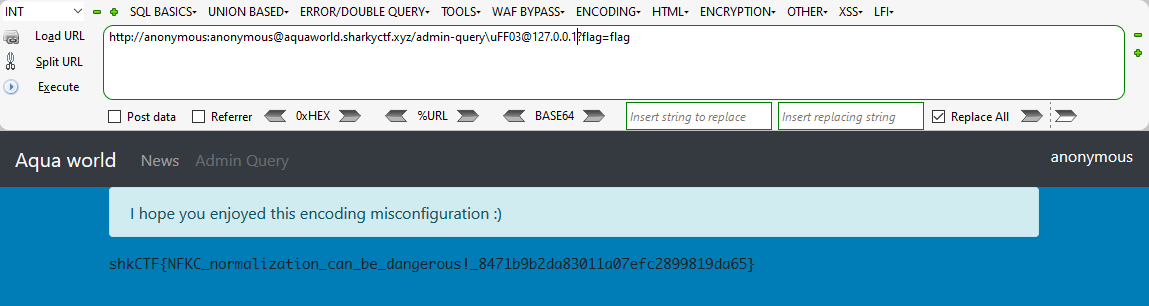 INT SQL BASICS UNION BASED ERROR/DOUBLE QUERY TOOLS WAF BYPASS ENCODING HTML ENCRYPTION OTHER XSS LFI
Load URL
http://anonymous:anonymous@aquaworld.sharkyctf.xyz/admin-query\uFF03@127.0.0.1?flag=flag
Split URL
Execute
Post data Referrer 0xHEX %URL BASE64 Insert string to replace Insert replacing string Replace All
Aqua world News Admin Query anonymous
I hope you enjoyed this encoding misconfiguration :)
shkCTF{NFKC_normalization_can_be_dangerous!_8471b9b2da83011a07efc2899819da65}